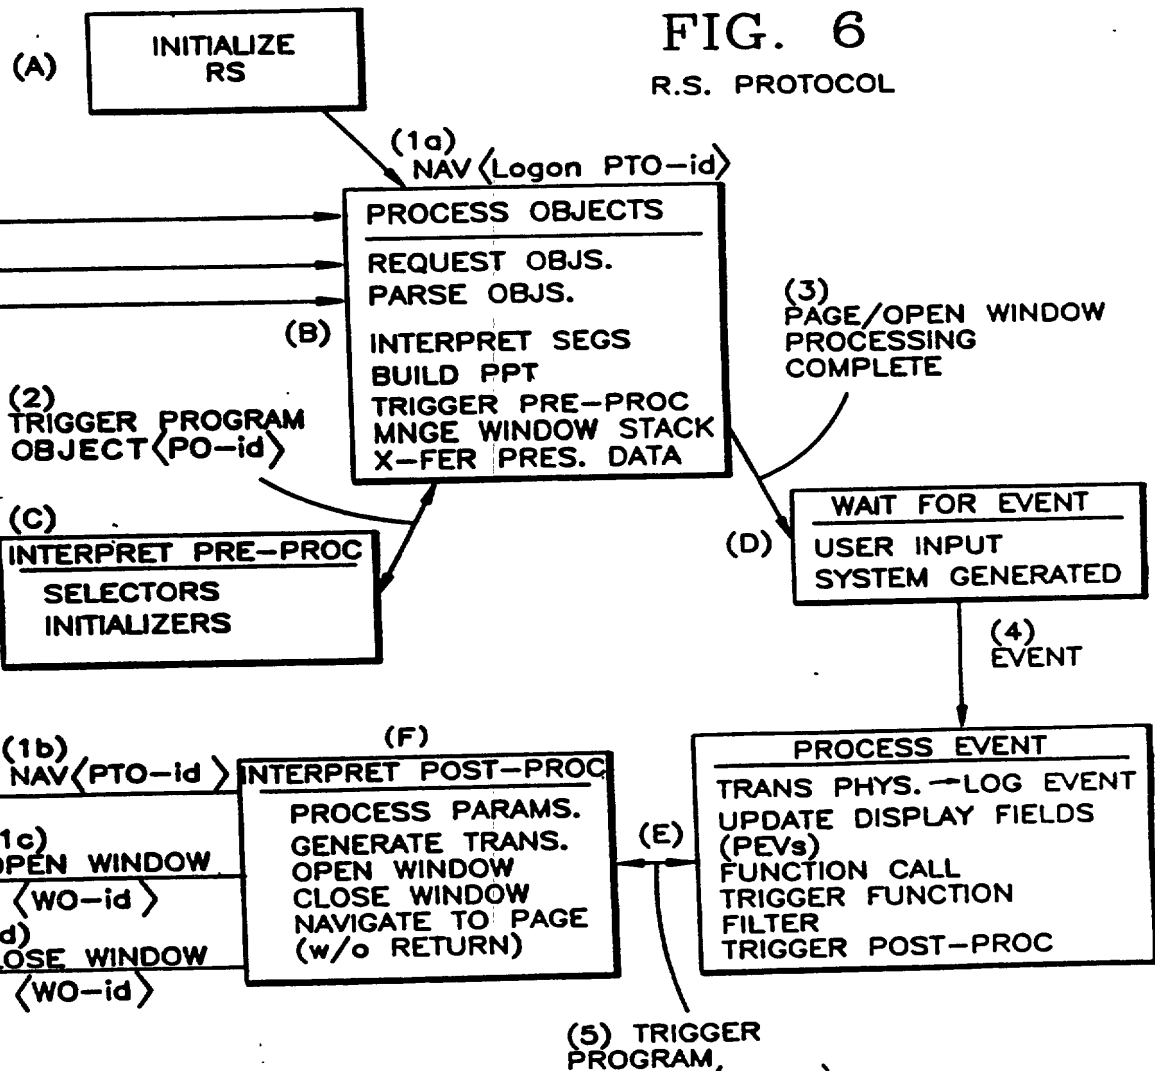 FIG. 6
R.S. PROTOCOL
(A)
INITIALIZE
RS
(1a)
NAV〈Logon PTO-id〉
PROCESS OBJECTS
REQUEST OBJS.
PARSE OBJS.
(B)
INTERPRET SEGS
BUILD PPT
TRIGGER PRE-PROC
MNGE WINDOW STACK
X-FER PRES. DATA
(2)
TRIGGER PROGRAM
OBJECT〈PO-id〉
(3)
PAGE/OPEN WINDOW
PROCESSING
COMPLETE
(C)
INTERPRET PRE-PROC
SELECTORS
INITIALIZERS
(D)
WAIT FOR EVENT
USER INPUT
SYSTEM GENERATED
(4)
EVENT
(1b)
NAV〈PTO-id〉
1c)
OPEN WINDOW
〈WO-id〉
d)
LOSE WINDOW
〈WO-id〉
(F)
INTERPRET POST-PROC
PROCESS PARAMS.
GENERATE TRANS.
OPEN WINDOW
CLOSE WINDOW
NAVIGATE TO PAGE
(w/o RETURN)
(E)
PROCESS EVENT
TRANS PHYS.→LOG EVENT
UPDATE DISPLAY FIELDS
(PEVs)
FUNCTION CALL
TRIGGER FUNCTION
FILTER
TRIGGER POST-PROC
(5) TRIGGER
PROGRAM